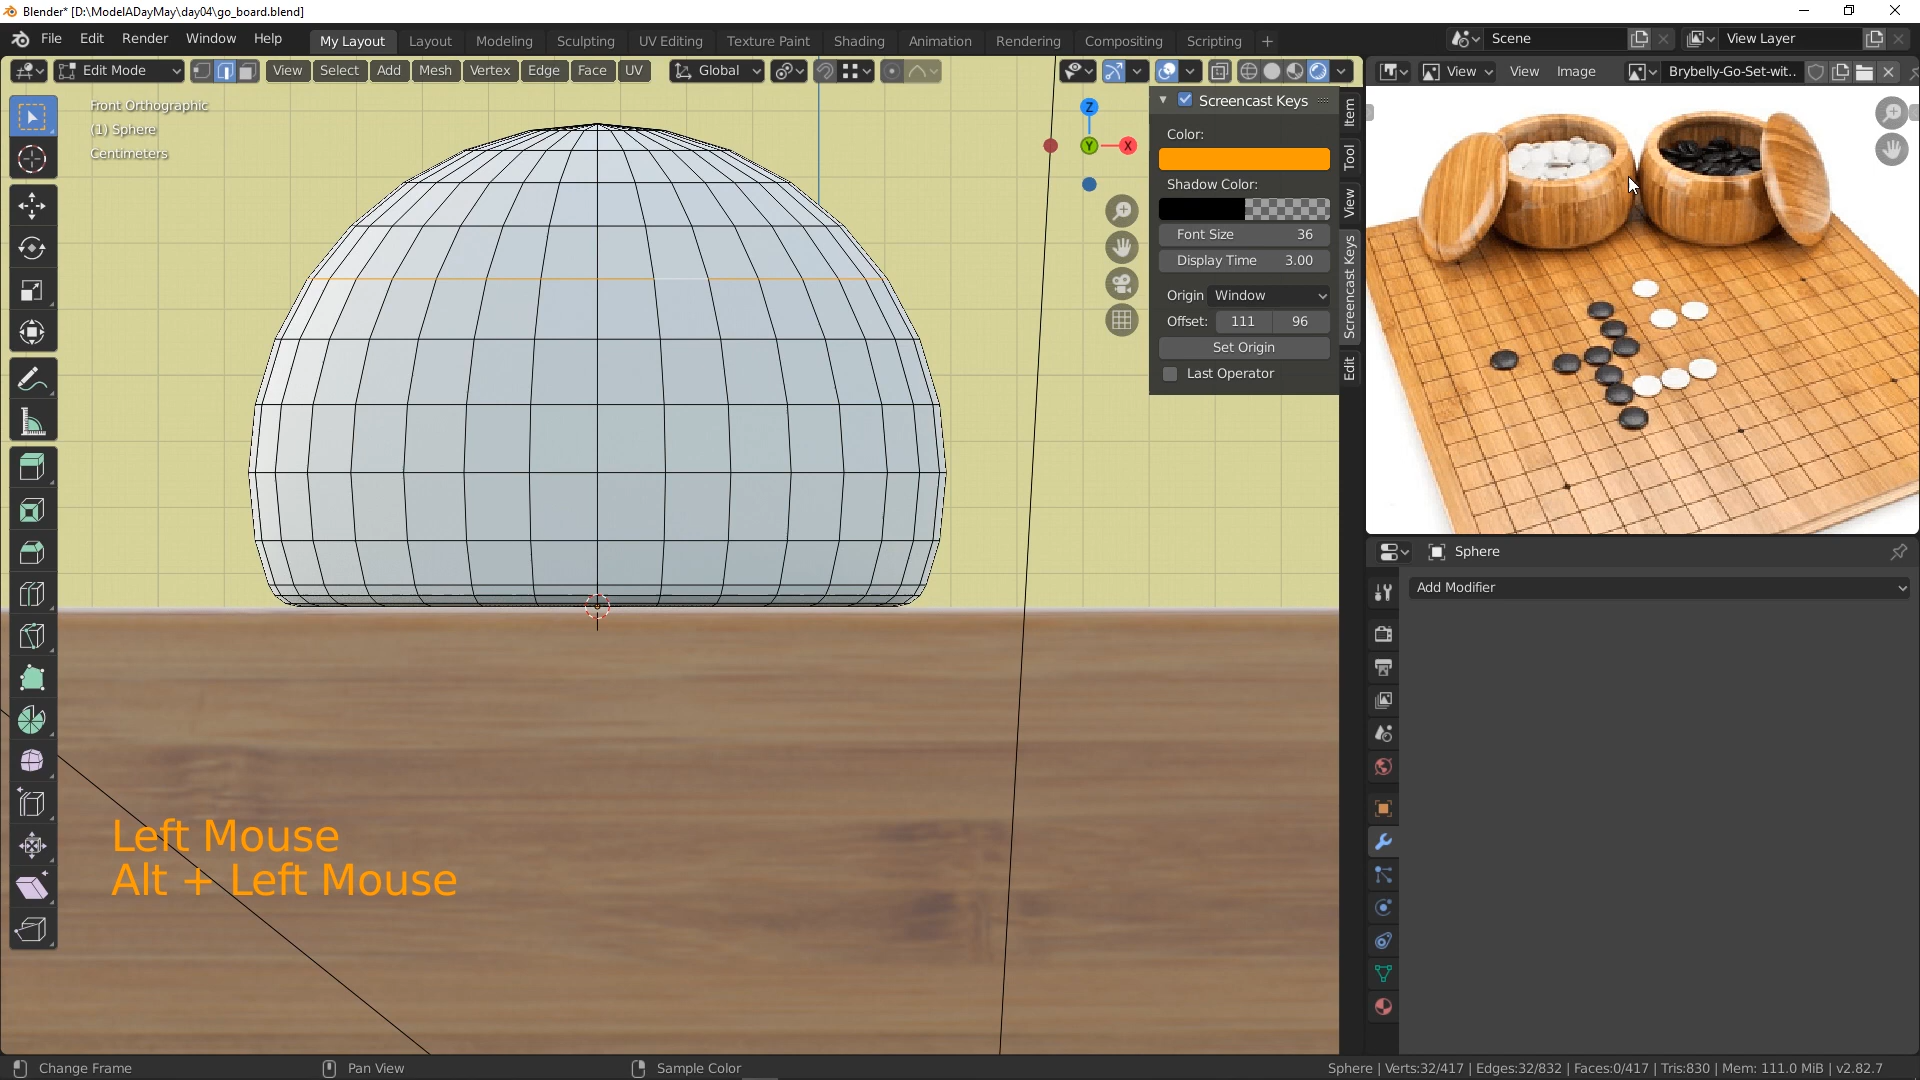 Blender* [D:\ModelADayMay\day04\go_board.blend]
File Edit Render Window Help
My Layout Layout Modeling Sculpting UV Editing Texture Paint Shading Animation Rendering Compositing Scripting +
Scene
View Layer
Edit Mode
View Select Add Mesh Vertex Edge Face UV
Global
View View Image
Brybelly-Go-Set-wit..
Front Orthographic
(1) Sphere
Centimeters
Z
Y
X
Screencast Keys
Color:
Shadow Color:
Font Size 36
Display Time 3.00
Origin Window
Offset: 111 96
Set Origin
Last Operator
Item
Tool
View
Screencast Keys
Edit
Sphere
Add Modifier
Left Mouse
Alt + Left Mouse
Change Frame
Pan View
Sample Color
Sphere | Verts:32/417 | Edges:32/832 | Faces:0/417 | Tris:830 | Mem: 111.0 MiB | v2.82.7